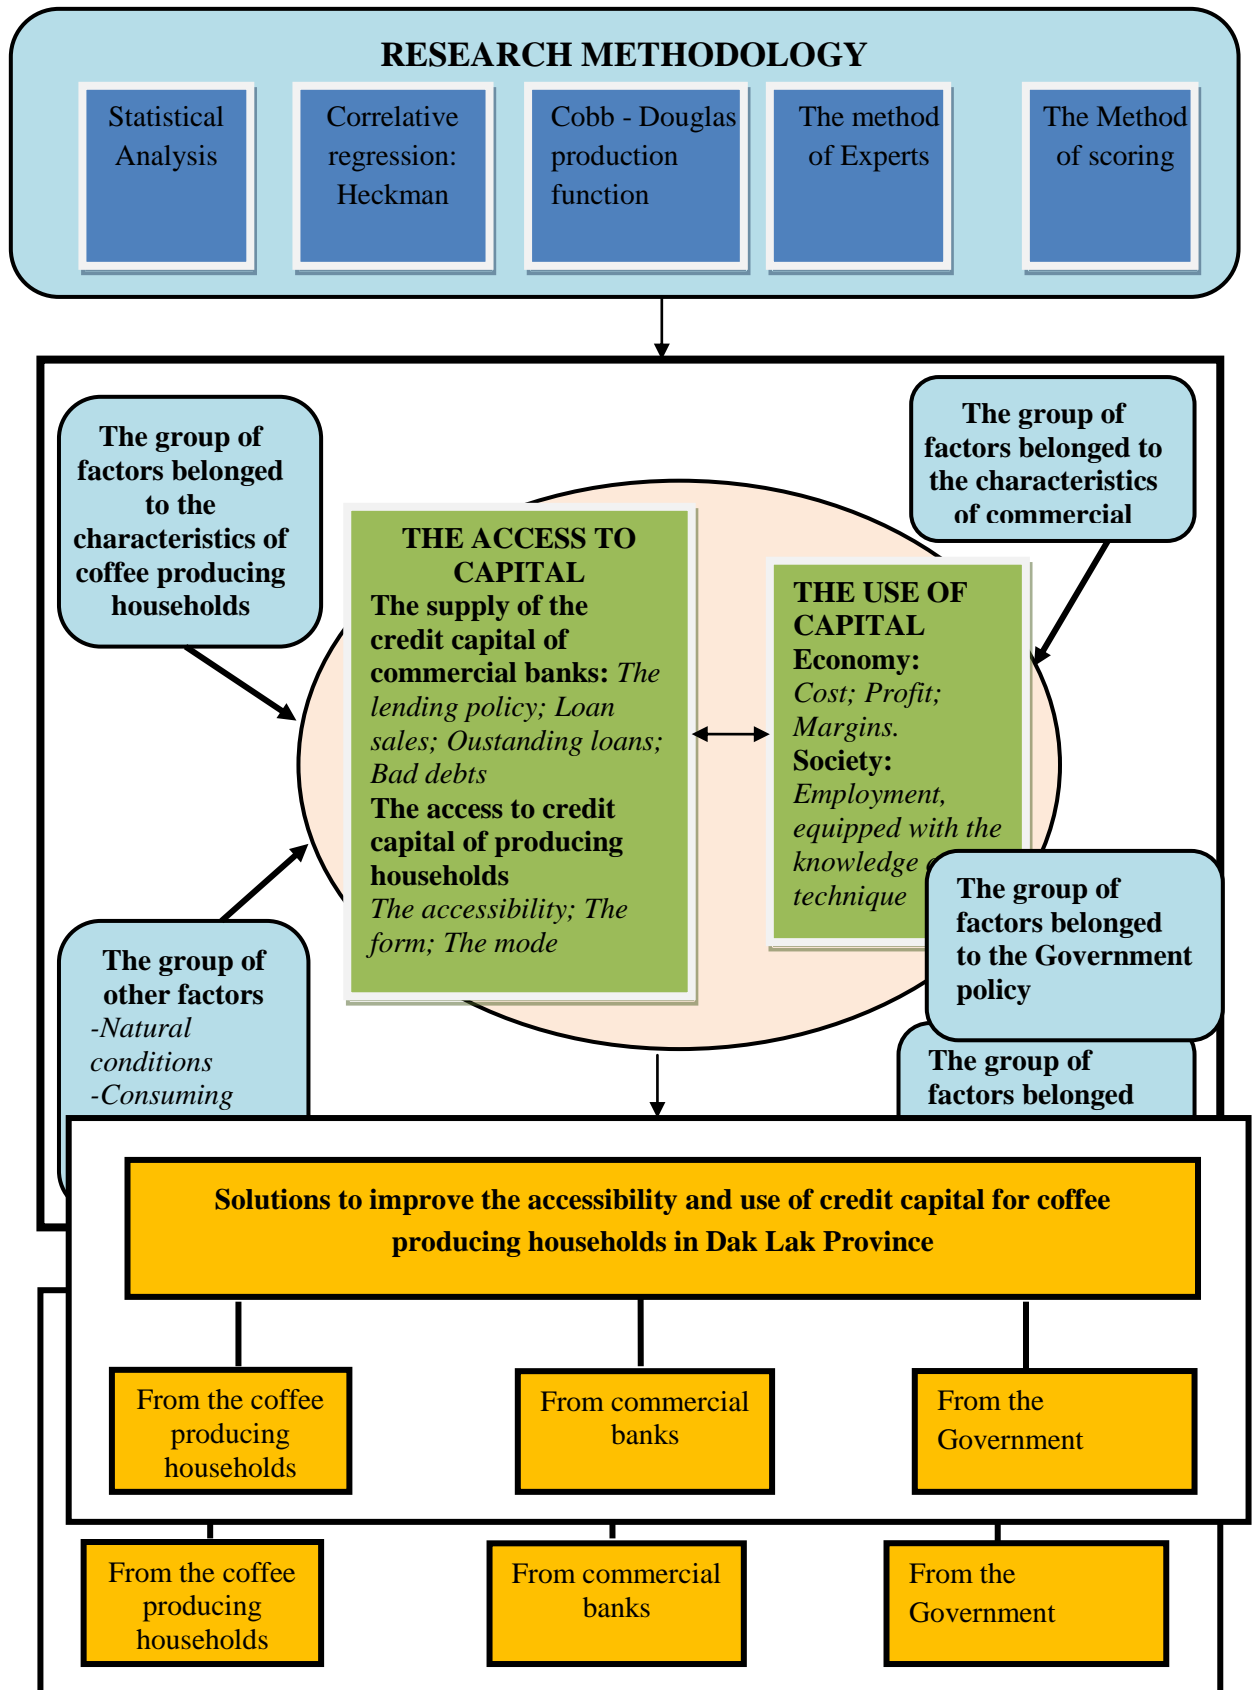 RESEARCH METHODOLOGY
Statistical
Analysis
Correlative
regression:
Heckman
Cobb - Douglas
production
function
The method
of Experts
The Method
of scoring
The group of
factors belonged
to the
characteristics of
coffee producing
households
The group of
factors belonged to
the characteristics
of commercial
THE ACCESS TO
CAPITAL
The supply of the
credit capital of
commercial banks: The
lending policy; Loan
sales; Oustanding loans;
Bad debts
The access to credit
capital of producing
households
The accessibility; The
form; The mode
THE USE OF
CAPITAL
Economy:
Cost; Profit;
Margins.
Society:
Employment,
equipped with the
knowledge
technique
The group of
factors belonged
to the Government
policy
The group of
other factors
-Natural
conditions
-Consuming
The group of
factors belonged
Solutions to improve the accessibility and use of credit capital for coffee
producing households in Dak Lak Province
From the coffee
producing
households
From commercial
banks
From the
Government
From the coffee
producing
households
From commercial
banks
From the
Government